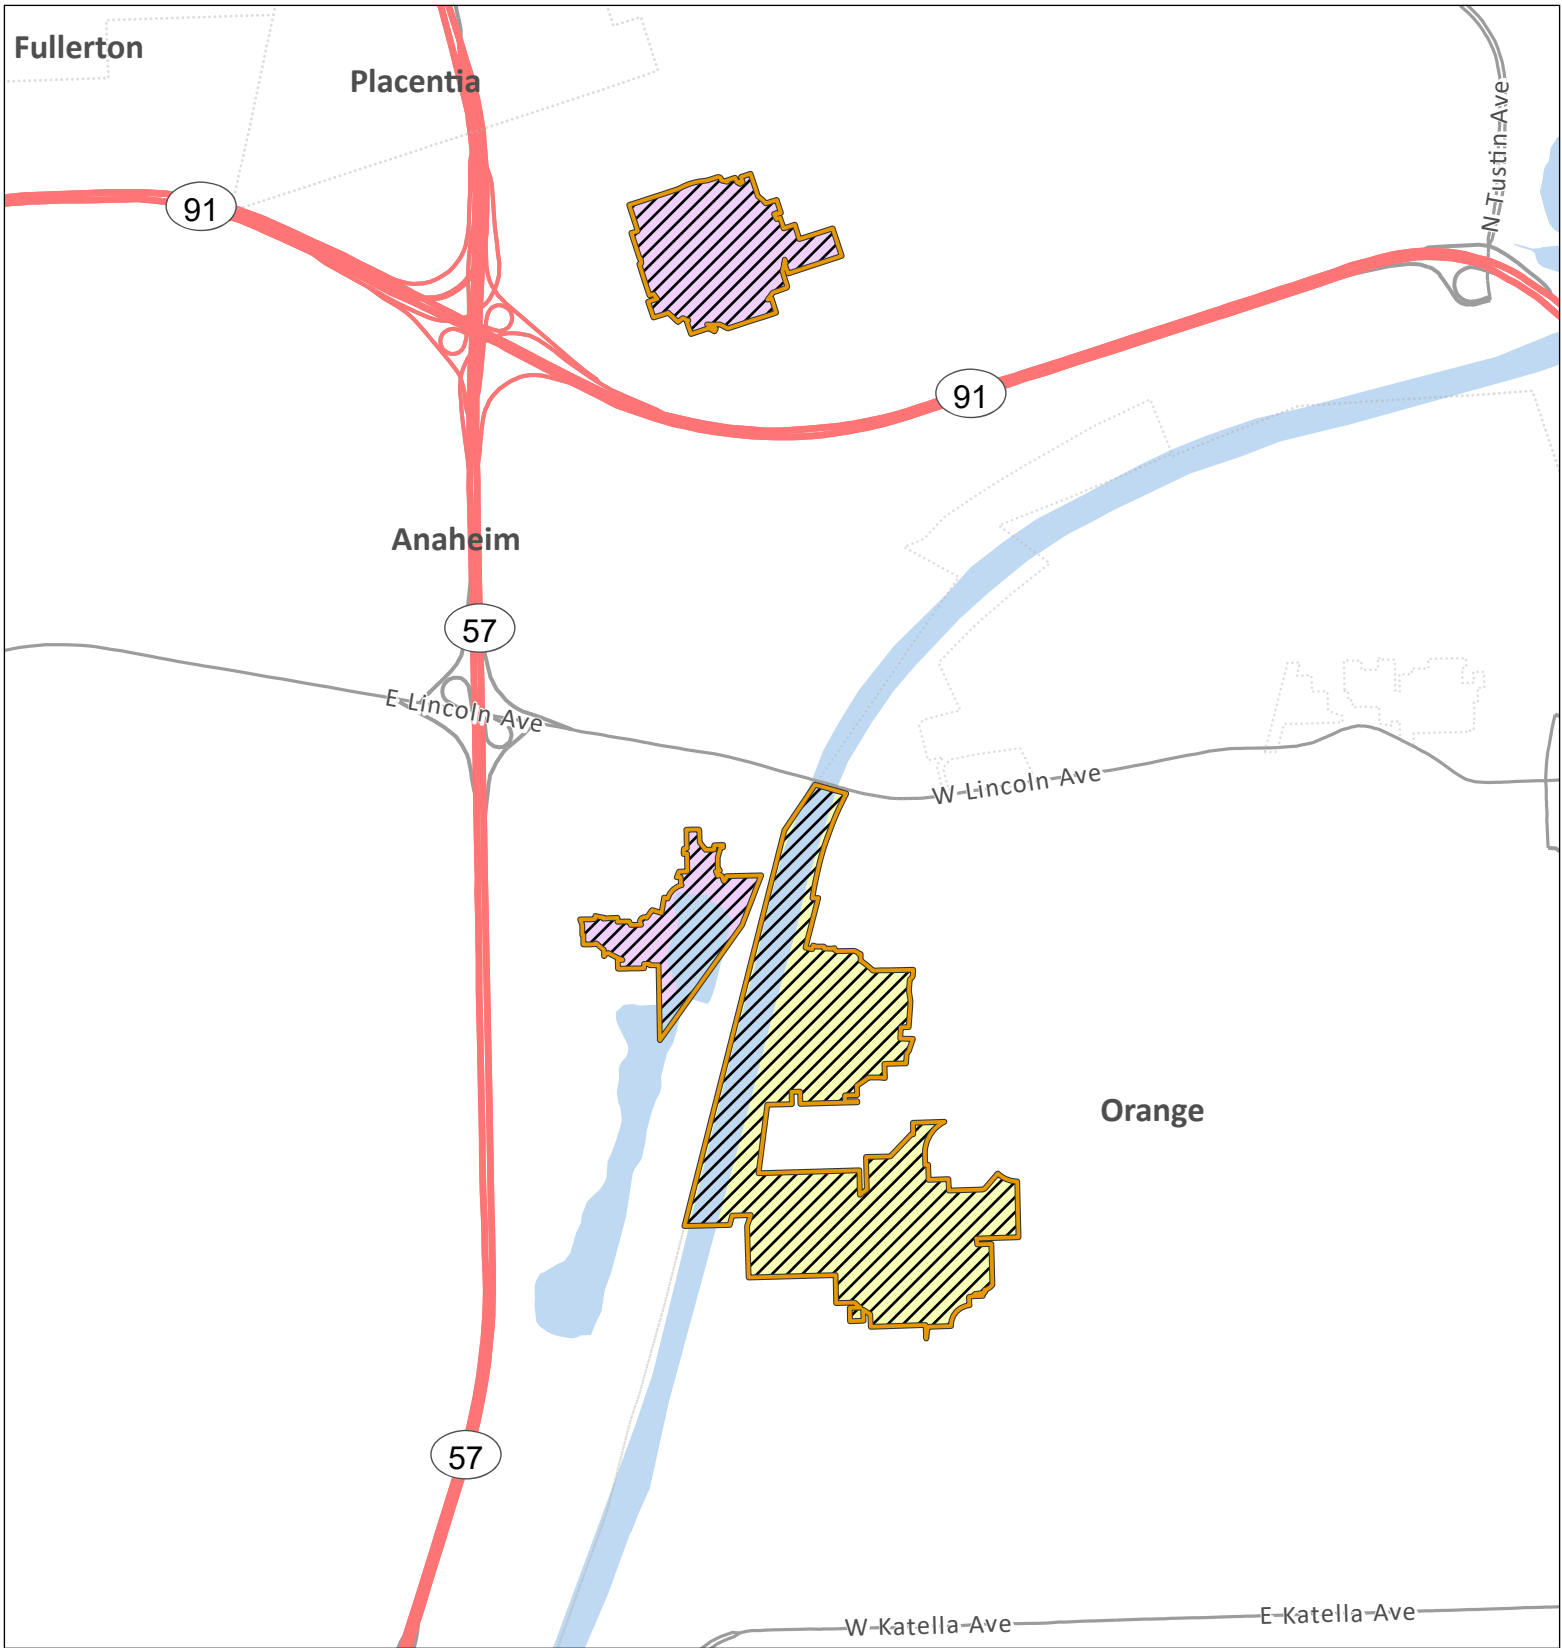 Fullerton
Placentia
N Tustin Ave
91
91
Anaheim
57
E Lincoln Ave
W Lincoln Ave
Orange
57
W Katella Ave
E Katella Ave